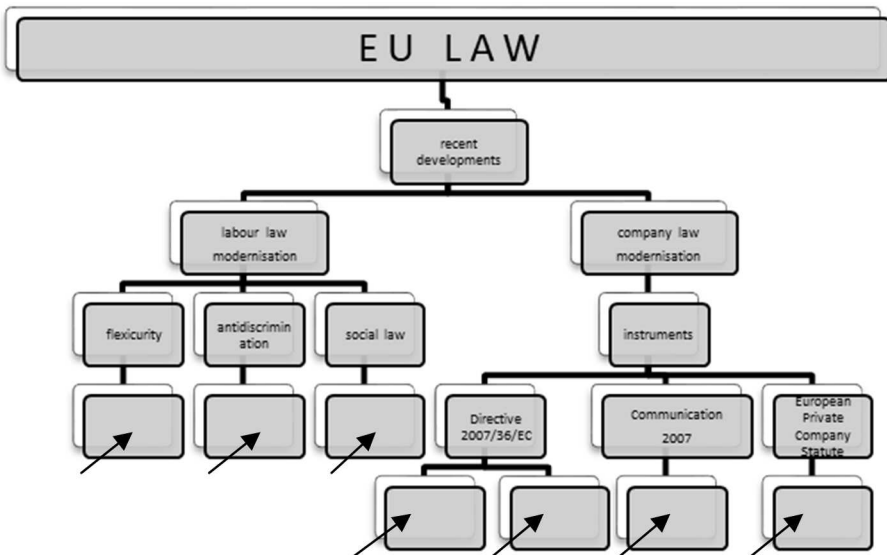 EU LAW
recent
developments
labour law
modernisation
company law
modernisation
flexicurity
antidiscrimin
ation
social law
instruments
Directive
2007/36/EC
Communication
2007
European
Private
Company
Statute